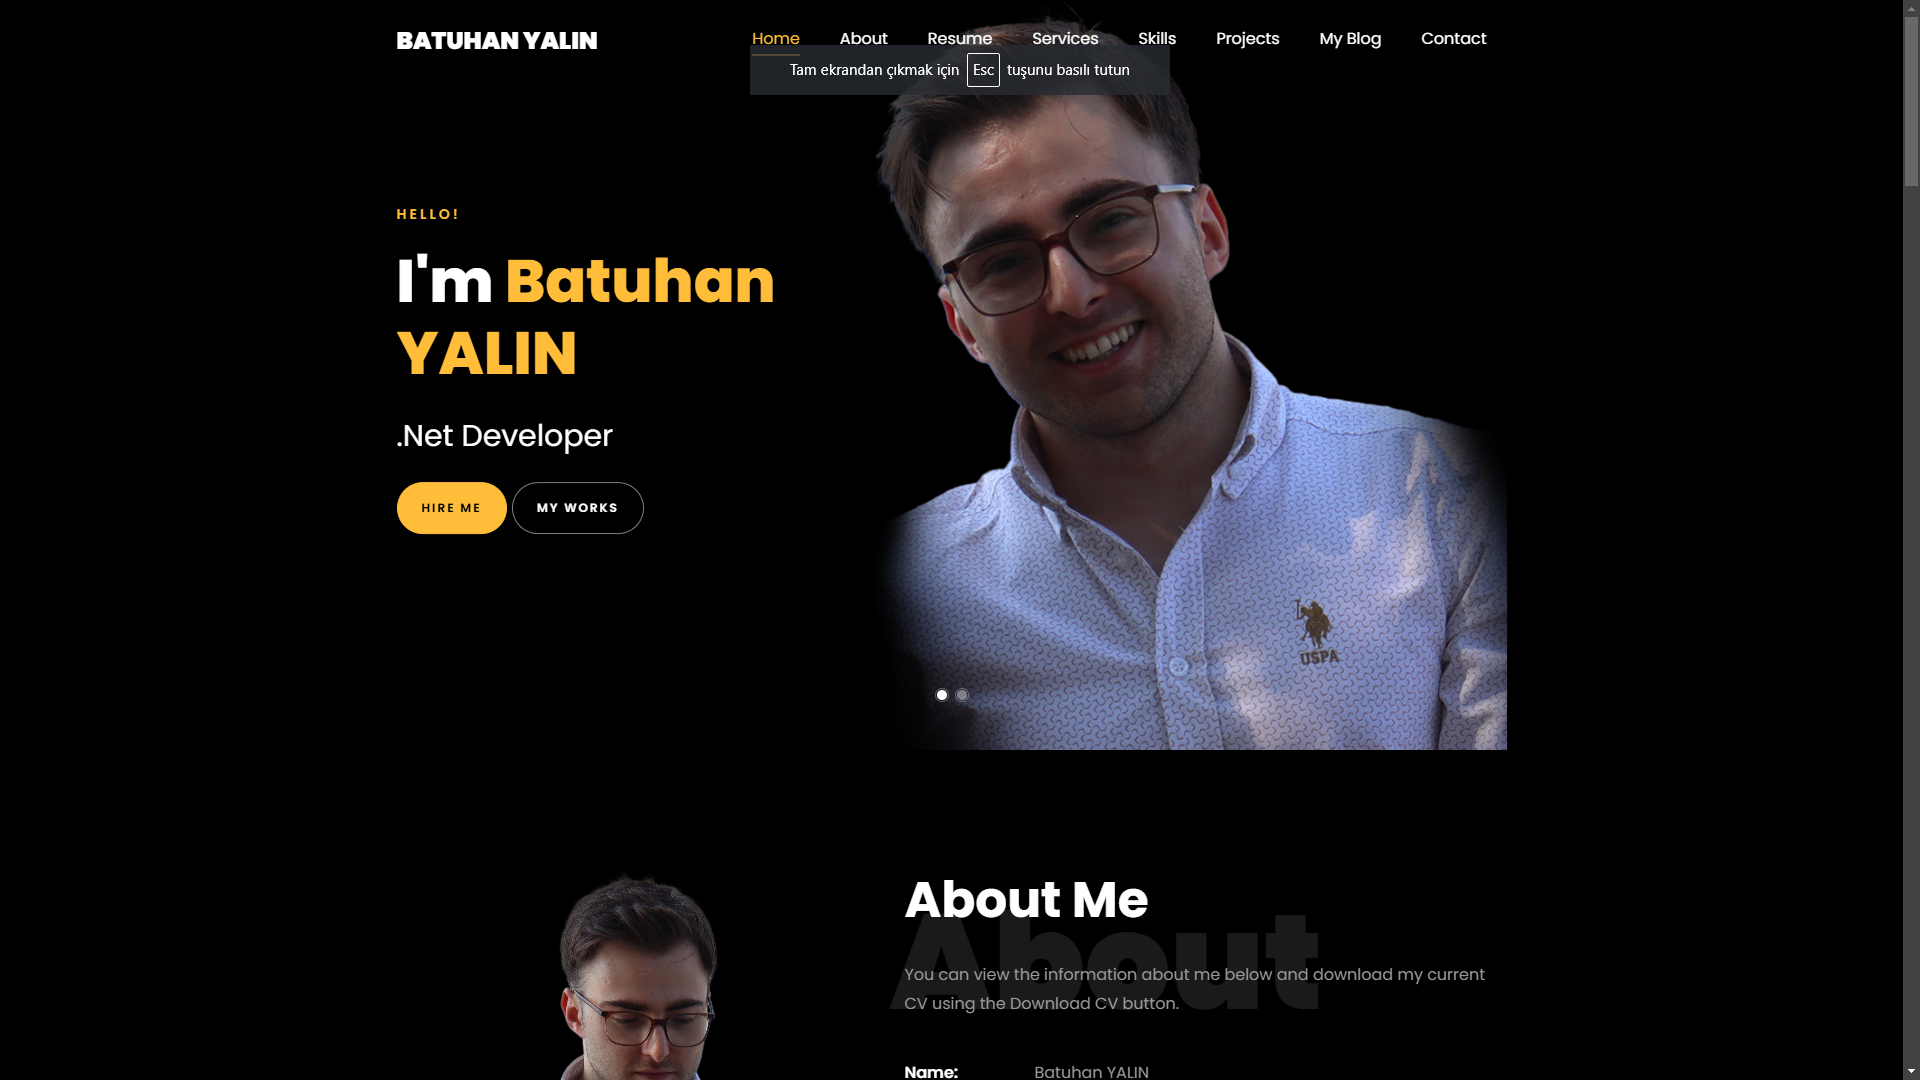 BATUHAN YALIN
Home About Resume Services Skills Projects My Blog Contact
Tam ekrandan çıkmak için Esc tuşunu basılı tutun
HELLO!
I'm Batuhan
YALIN
.Net Developer
HIRE ME MY WORKS
USPA
About Me
About
You can view the information about me below and download my current
CV using the Download CV button.
Name: Batuhan YALIN